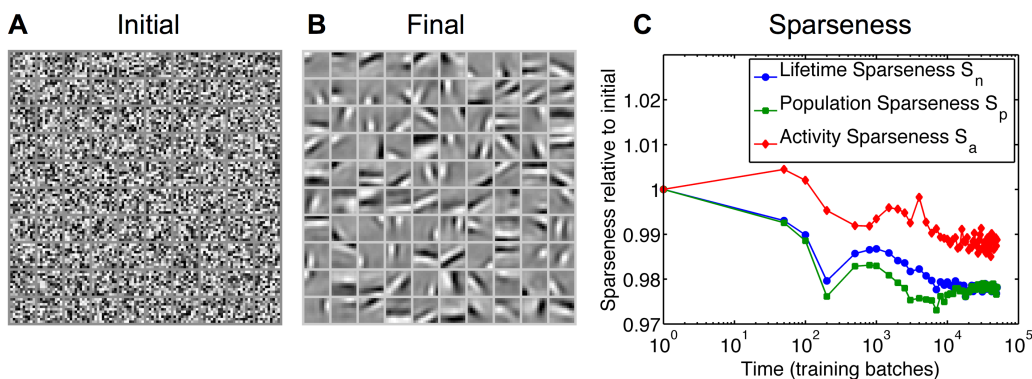 A Initial
B Final
C Sparseness
Lifetime Sparseness Sn
Population Sparseness Sp
Activity Sparseness Sa
Sparseness relative to initial
1.02
1.01
1
0.99
0.98
0.97
10^0 10^1 10^2 10^3 10^4 10^5
Time (training batches)